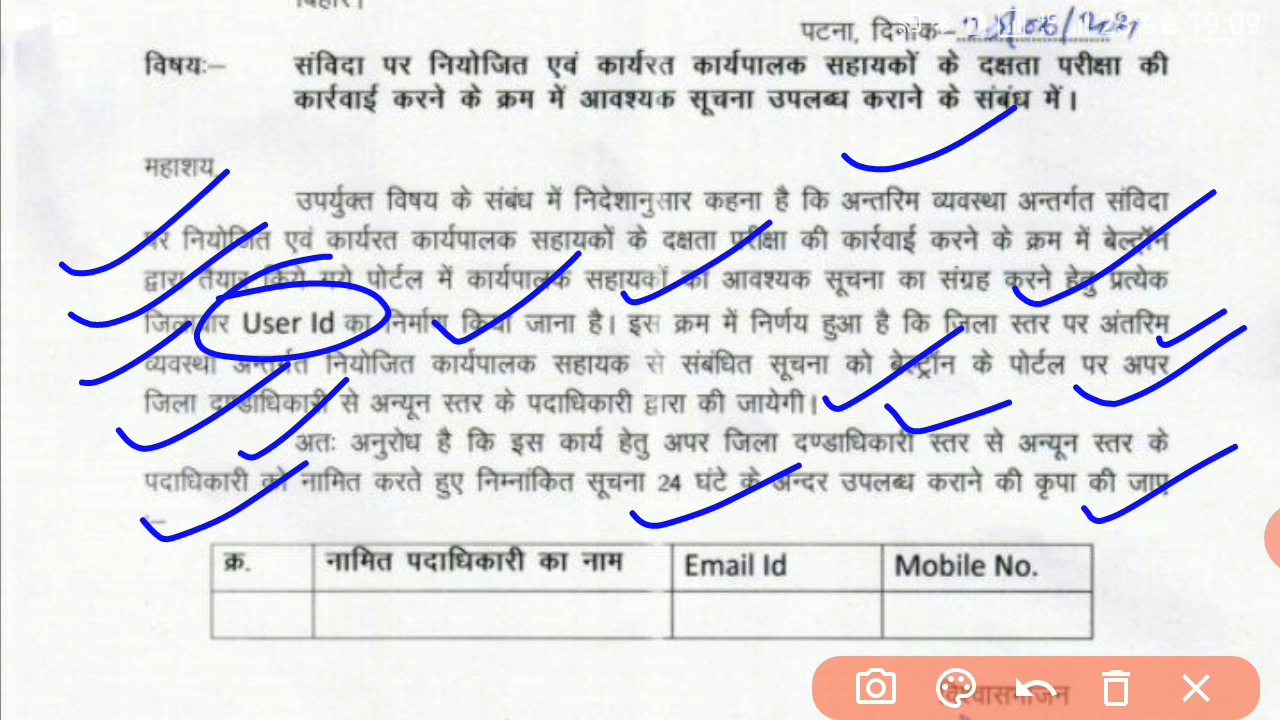 बिहार।
19:09
पटना, दिनांक–
विषयः– संविदा पर नियोजित एवं कार्यरत कार्यपालक सहायकों के दक्षता परीक्षा की
कार्रवाई करने के क्रम में आवश्यक सूचना उपलब्ध कराने के संबंध में।
महाशय,
उपर्युक्त विषय के संबंध में निदेशानुसार कहना है कि अन्तरिम व्यवस्था अन्तर्गत संविदा
पर नियोजित एवं कार्यरत कार्यपालक सहायकों के दक्षता परीक्षा की कार्रवाई करने के क्रम में बेल्ट्रॉन
द्वारा तैयार किये गये पोर्टल में कार्यपालक सहायकों का आवश्यक सूचना का संग्रह करने हेतु प्रत्येक
जिलावार User Id का निर्माण किया जाना है। इस क्रम में निर्णय हुआ है कि जिला स्तर पर अंतरिम
व्यवस्था अन्तर्गत नियोजित कार्यपालक सहायक से संबंधित सूचना को बेल्ट्रॉन के पोर्टल पर अपर
जिला दण्डाधिकारी से अन्यून स्तर के पदाधिकारी द्वारा की जायेगी।
अतः अनुरोध है कि इस कार्य हेतु अपर जिला दण्डाधिकारी स्तर से अन्यून स्तर के
पदाधिकारी को नामित करते हुए निम्नांकित सूचना 24 घंटे के अन्दर उपलब्ध कराने की कृपा की जाए
:–
क्र. नामित पदाधिकारी का नाम Email Id Mobile No.
विश्वासभाजन